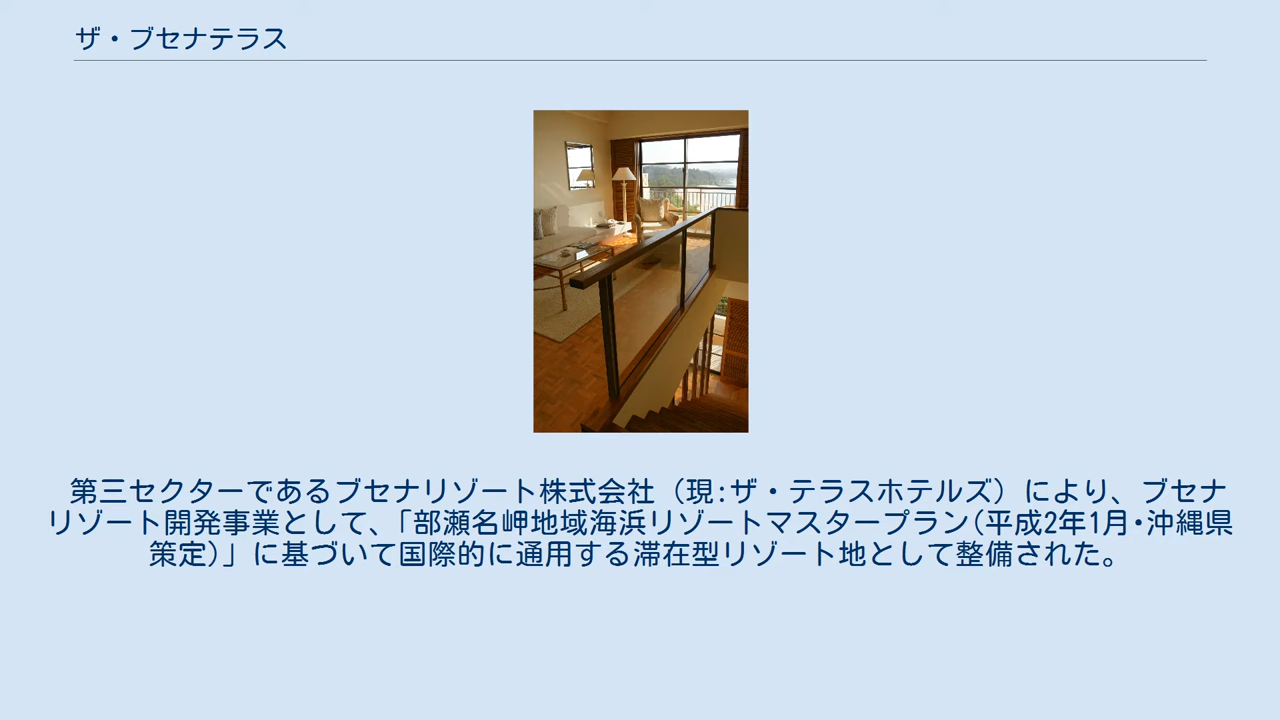 ザ・ブセナテラス
第三セクターであるブセナリゾート株式会社（現:ザ・テラスホテルズ）により、ブセナ
リゾート開発事業として、「部瀬名岬地域海浜リゾートマスタープラン(平成2年1月・沖縄県
策定)」に基づいて国際的に通用する滞在型リゾート地として整備された。